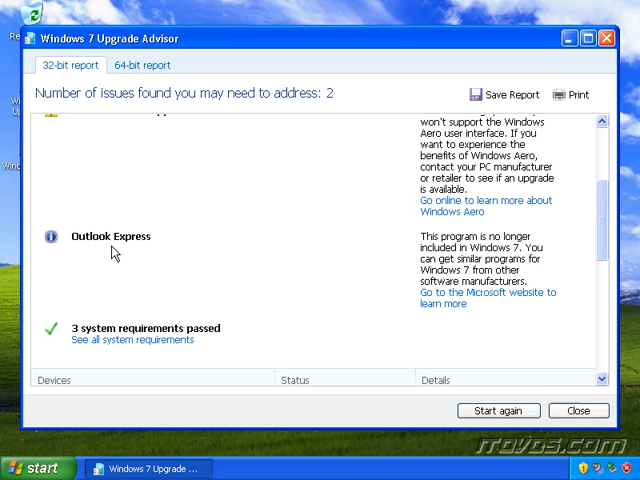 Windows 7 Upgrade Advisor
32-bit report
64-bit report
Number of issues found you may need to address: 2
Save Report
Print
won't support the Windows
Aero user interface. If you
want to experience the
benefits of Windows Aero,
contact your PC manufacturer
or retailer to see if an upgrade
is available.
Go online to learn more about
Windows Aero
Outlook Express
This program is no longer
included in Windows 7. You
can get similar programs for
Windows 7 from other
software manufacturers.
Go to the Microsoft website to
learn more
3 system requirements passed
See all system requirements
Devices
Status
Details
Start again
Close
itdvds.com
start
Windows 7 Upgrade ...